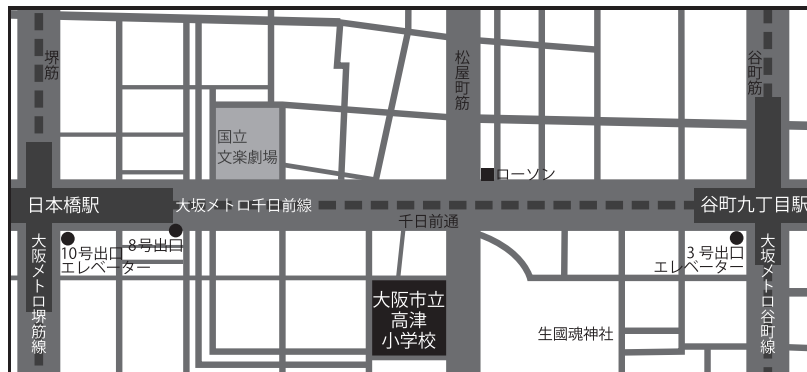 堺筋
松屋町筋
谷町筋
国立
文楽劇場
ローソン
日本橋駅
大坂メトロ千日前線
谷町九丁目駅
千日前通
10号出口
エレベーター
8号出口
3号出口
エレベーター
大阪メトロ堺筋線
大阪市立
高津
小学校
生國魂神社
大坂メトロ谷町線